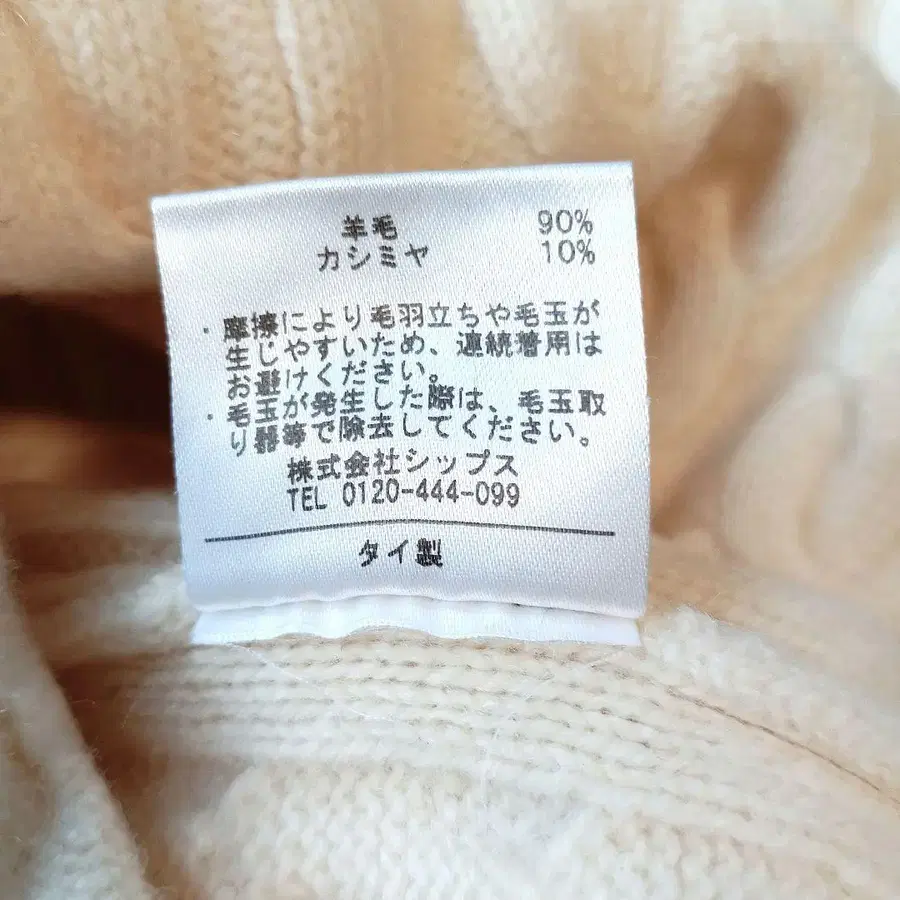 羊毛 90%
カシミヤ 10%
・摩擦により毛羽立ちや毛玉が
生じやすいため、連続着用は
お避けください。
・毛玉が発生した際は、毛玉取
り器等で除去してください。
株式会社シップス
TEL 0120-444-099
タイ製